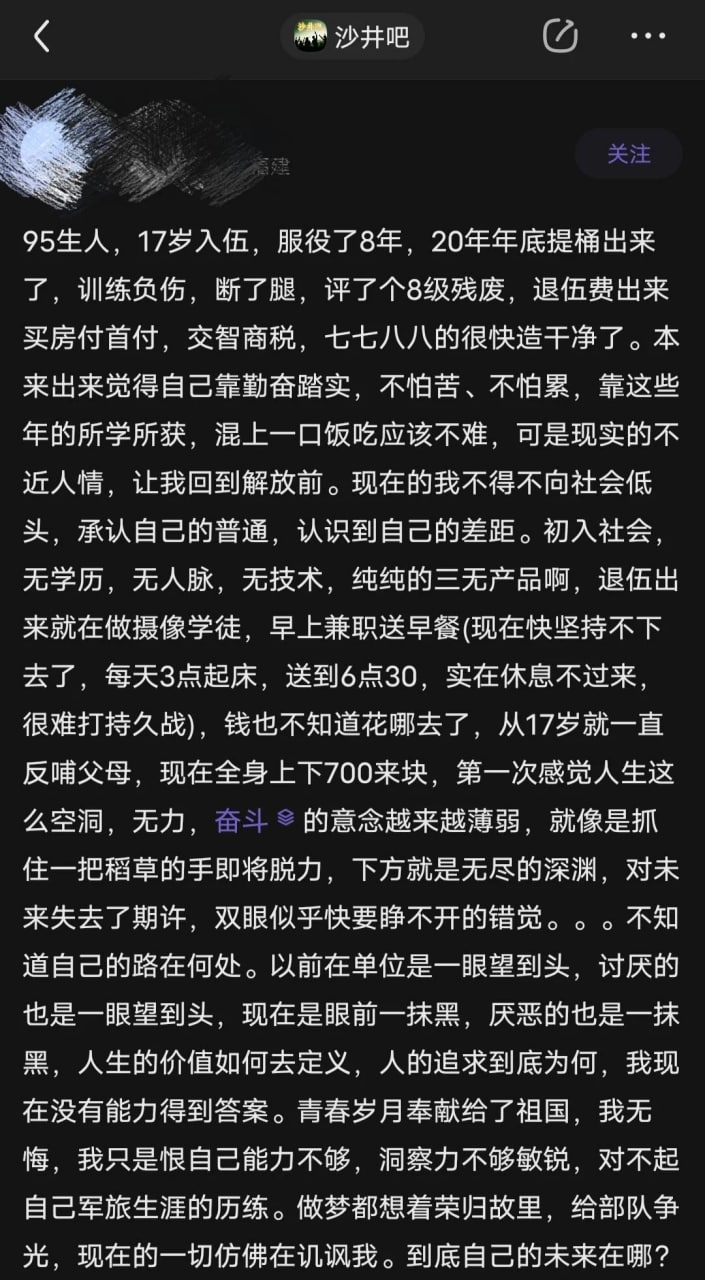 沙井吧
福建
关注
95生人，17岁入伍，服役了8年，20年年底提桶出来
了，训练负伤，断了腿，评了个8级残废，退伍费出来
买房付首付，交智商税，七七八八的很快造干净了。本
来出来觉得自己靠勤奋踏实，不怕苦、不怕累，靠这些
年的所学所获，混上一口饭吃应该不难，可是现实的不
近人情，让我回到解放前。现在的我不得不向社会低
头，承认自己的普通，认识到自己的差距。初入社会，
无学历，无人脉，无技术，纯纯的三无产品啊，退伍出
来就在做摄像学徒，早上兼职送早餐(现在快坚持不下
去了，每天3点起床，送到6点30，实在休息不过来，
很难打持久战)，钱也不知道花哪去了，从17岁就一直
反哺父母，现在全身上下700来块，第一次感觉人生这
么空洞，无力，奋斗的意念越来越薄弱，就像是抓
住一把稻草的手即将脱力，下方就是无尽的深渊，对未
来失去了期许，双眼似乎快要睁不开的错觉。。。不知
道自己的路在何处。以前在单位是一眼望到头，讨厌的
也是一眼望到头，现在是眼前一抹黑，厌恶的也是一抹
黑，人生的价值如何去定义，人的追求到底为何，我现
在没有能力得到答案。青春岁月奉献给了祖国，我无
悔，我只是恨自己能力不够，洞察力不够敏锐，对不起
自己军旅生涯的历练。做梦都想着荣归故里，给部队争
光，现在的一切仿佛在讥讽我。到底自己的未来在哪？